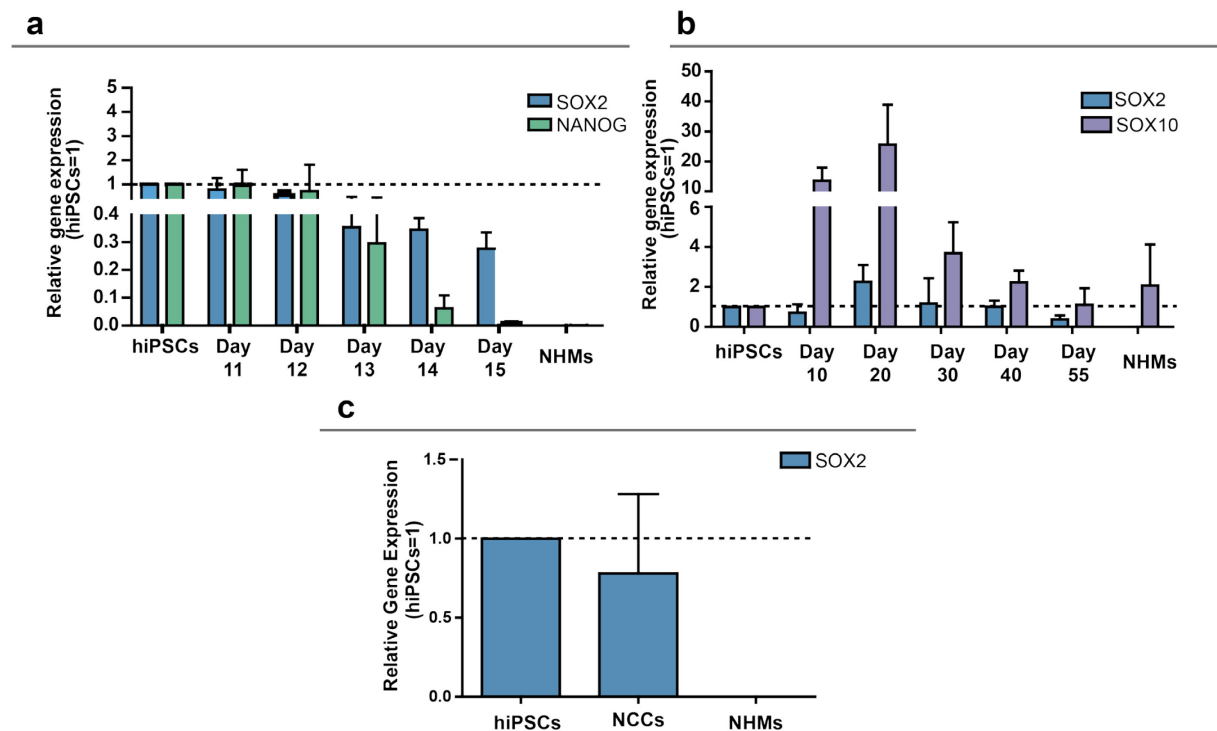 a
Relative gene expression
(hiPSCs=1)
5
4
3
2
1
0.4
0.3
0.2
0.1
0.0
SOX2
NANOG
hiPSCs
Day
11
Day
12
Day
13
Day
14
Day
15
NHMs
b
Relative gene expression
(hiPSCs=1)
50
40
30
20
10
6
4
2
0
SOX2
SOX10
hiPSCs
Day
10
Day
20
Day
30
Day
40
Day
55
NHMs
c
Relative Gene Expression
(hiPSCs=1)
1.5
1.0
0.5
0.0
SOX2
hiPSCs
NCCs
NHMs